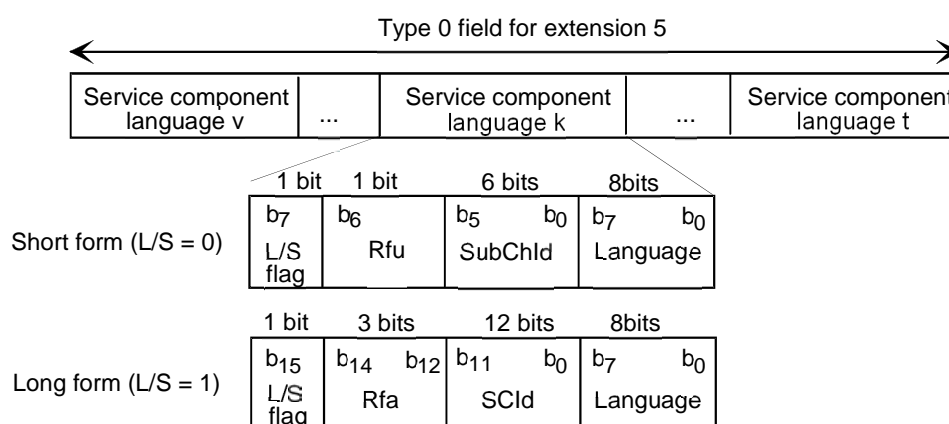 Type 0 field for extension 5
Service component
language v
...
Service component
language k
...
Service component
language t
1 bit 1 bit 6 bits 8bits
Short form (L/S = 0)
b7 b6 b5 b0 b7 b0
L/S
flag
Rfu SubChId Language
1 bit 3 bits 12 bits 8bits
Long form (L/S = 1)
b15 b14 b12 b11 b0 b7 b0
L/S
flag
Rfa SCId Language